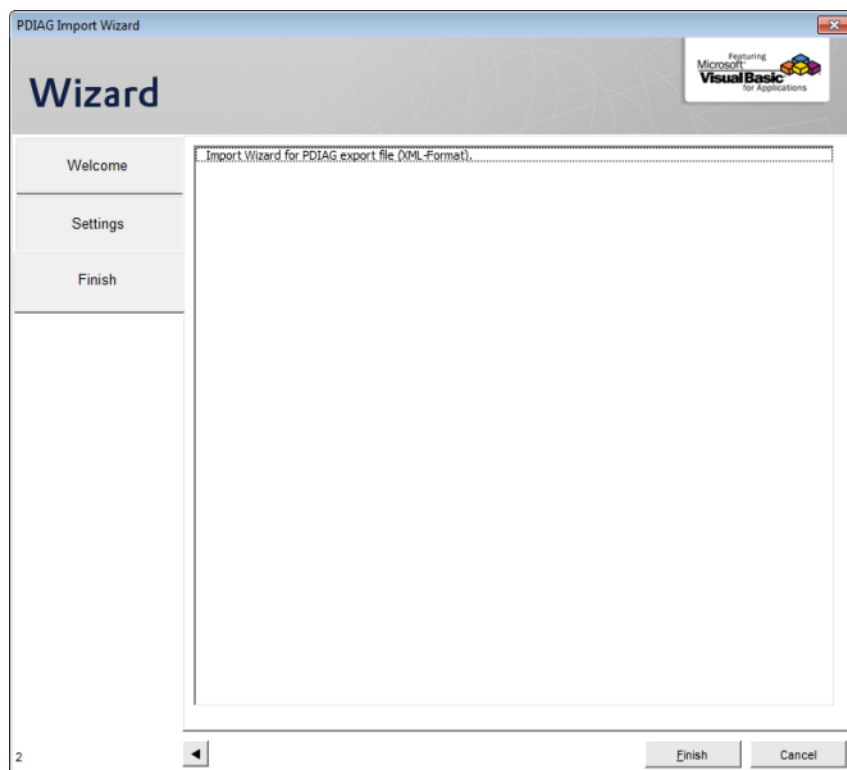 PDIAG Import Wizard
Wizard
Featuring
Microsoft®
Visual Basic
for Applications
Welcome
Settings
Finish
Import Wizard for PDIAG export file (XML-Format).
2
Finish
Cancel